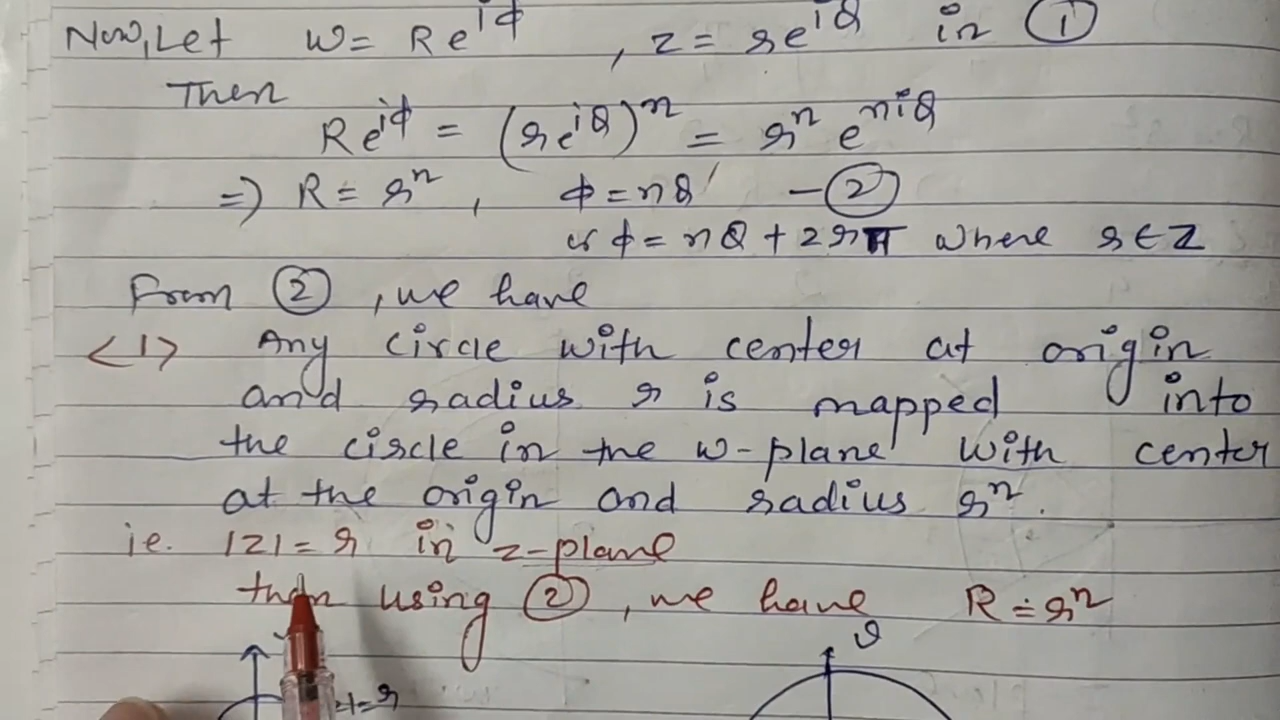 Now, Let w = Re^{iϕ} , z = re^{iθ} in ①
Then
Re^{iϕ} = (re^{iθ})^n = r^n e^{niθ}
⇒ R = r^n , ϕ = nθ —②
or ϕ = nθ + 2rπ where r ∈ Z
From ② , we have
<1> Any circle with center at origin
and radius r is mapped into
the circle in the w-plane with center
at the origin and radius r^n.
ie. |z| = r in z-plane
then using ② , we have R = r^n
v
=r